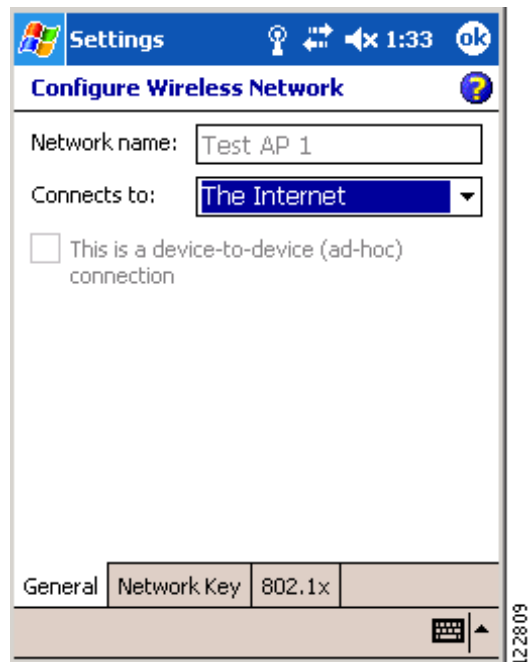 Settings 1:33 ok
Configure Wireless Network ?
Network name: Test AP 1
Connects to: The Internet
This is a device-to-device (ad-hoc)
connection
General Network Key 802.1x
122809